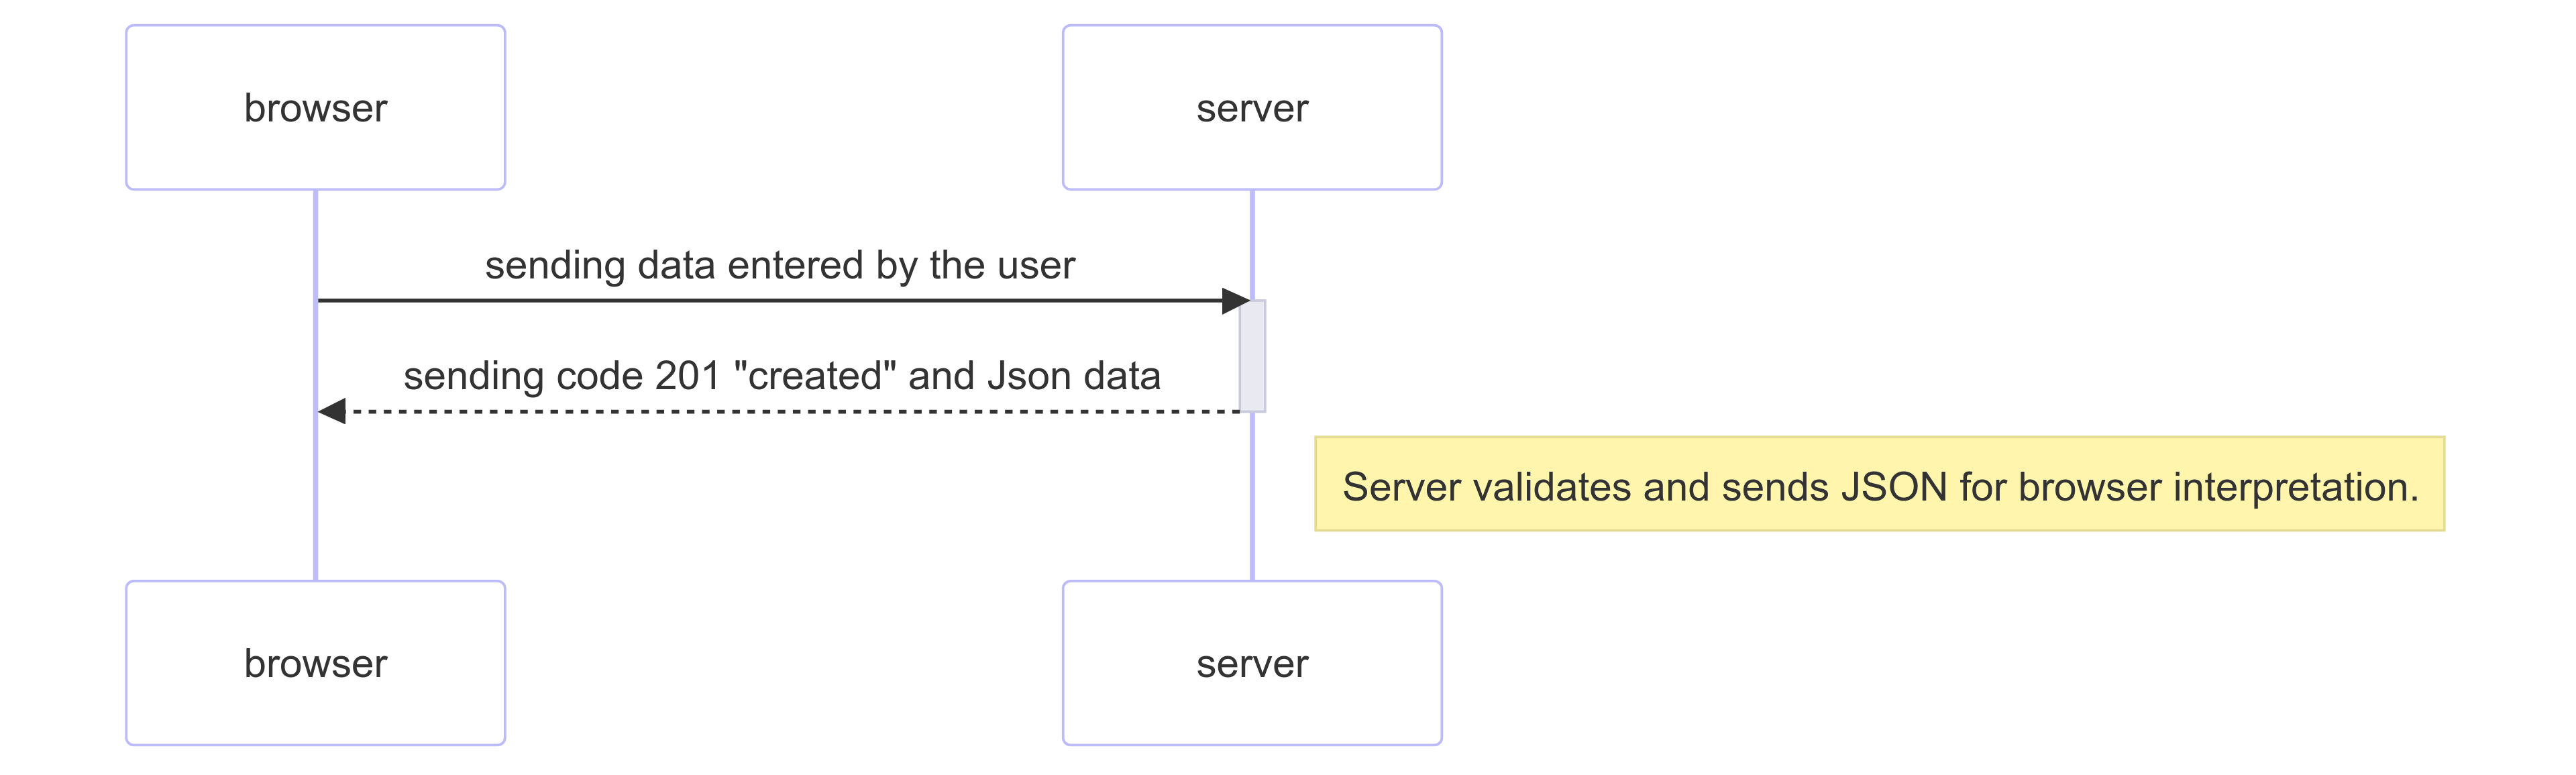 browser
server
sending data entered by the user
sending code 201 "created" and Json data
Server validates and sends JSON for browser interpretation.
browser
server